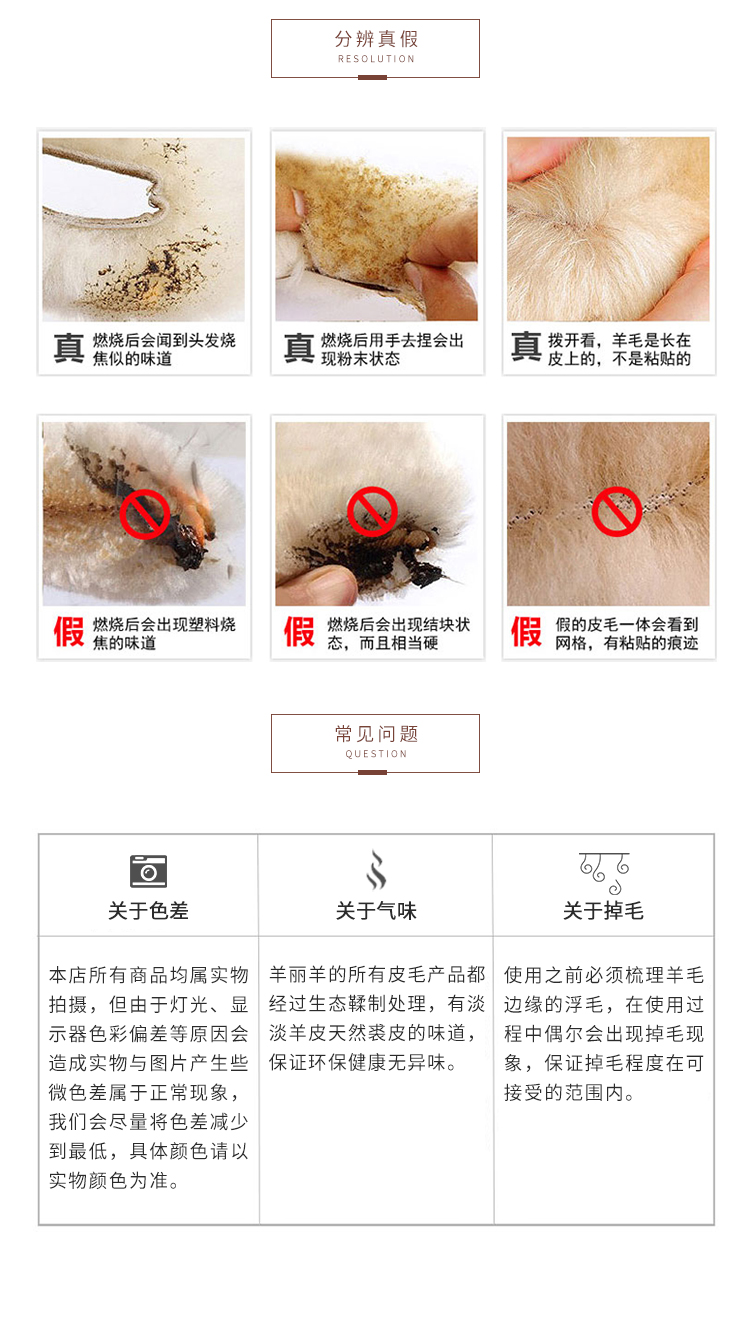 分辨真假
RESOLUTION
真 燃烧后会闻到头发烧
焦似的味道
真 燃烧后用手去捏会出
现粉末状态
真 拨开看，羊毛是长在
皮上的，不是粘贴的
假 燃烧后会出现塑料烧
焦的味道
假 燃烧后会出现结块状
态，而且相当硬
假 假的皮毛一体会看到
网格，有粘贴的痕迹
常见问题
QUESTION
关于色差
本店所有商品均属实物
拍摄，但由于灯光、显
示器色彩偏差等原因会
造成实物与图片产生些
微色差属于正常现象，
我们会尽量将色差减少
到最低，具体颜色请以
实物颜色为准。
关于气味
羊丽羊的所有皮毛产品都
经过生态鞣制处理，有淡
淡羊皮天然裘皮的味道，
保证环保健康无异味。
关于掉毛
使用之前必须梳理羊毛
边缘的浮毛，在使用过
程中偶尔会出现掉毛现
象，保证掉毛程度在可
接受的范围内。